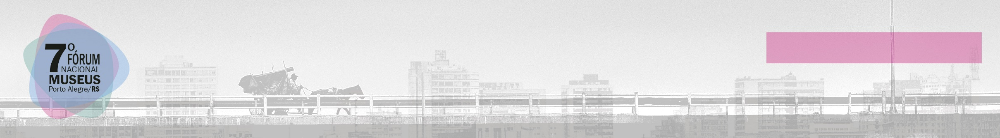 7º
FÓRUM
NACIONAL
MUSEUS
Porto Alegre/RS